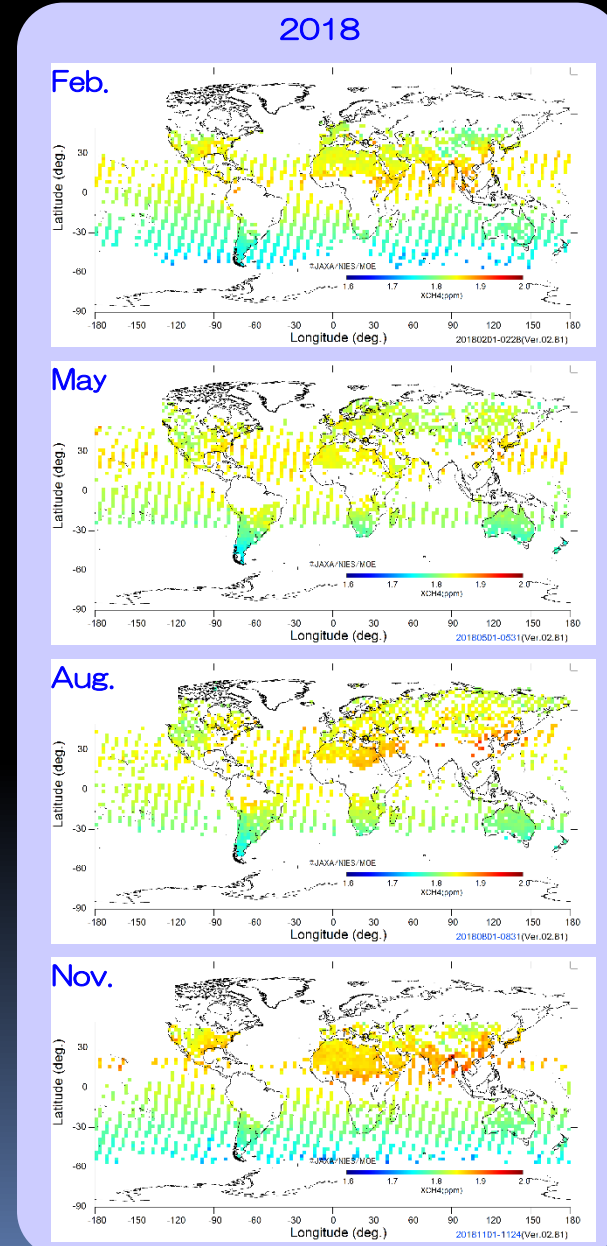 2018
Feb.
Latitude (deg.)
30
0
-30
-60
-90
©JAXA/NIES/MOE
1.6 1.7 1.8 1.9 2.0
XCH4(ppm)
-180 -150 -120 -90 -60 -30 0 30 60 90 120 150 180
Longitude (deg.)
20180201-0228(Ver.02.81)
May
Latitude (deg.)
30
0
-30
-60
-90
©JAXA/NIES/MOE
1.6 1.7 1.8 1.9 2.0
XCH4(ppm)
-180 -150 -120 -90 -60 -30 0 30 60 90 120 150 180
Longitude (deg.)
20180501-0531(Ver.02.81)
Aug.
Latitude (deg.)
30
0
-30
-60
-90
©JAXA/NIES/MOE
1.6 1.7 1.8 1.9 2.0
XCH4(ppm)
-180 -150 -120 -90 -60 -30 0 30 60 90 120 150 180
Longitude (deg.)
20180801-0831(Ver.02.81)
Nov.
Latitude (deg.)
30
0
-30
-60
-90
©JAXA/NIES/MOE
1.6 1.7 1.8 1.9 2.0
XCH4(ppm)
-180 -150 -120 -90 -60 -30 0 30 60 90 120 150 180
Longitude (deg.)
20181101-1124(Ver.02.81)